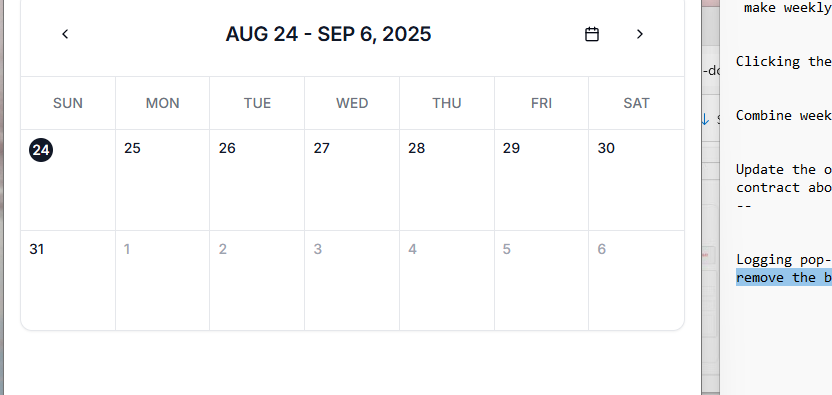 make weekly
AUG 24 - SEP 6, 2025
Clicking the
SUN MON TUE WED THU FRI SAT
Combine week
24 25 26 27 28 29 30
Update the o
contract abo
--
31 1 2 3 4 5 6
Logging pop-
remove the b